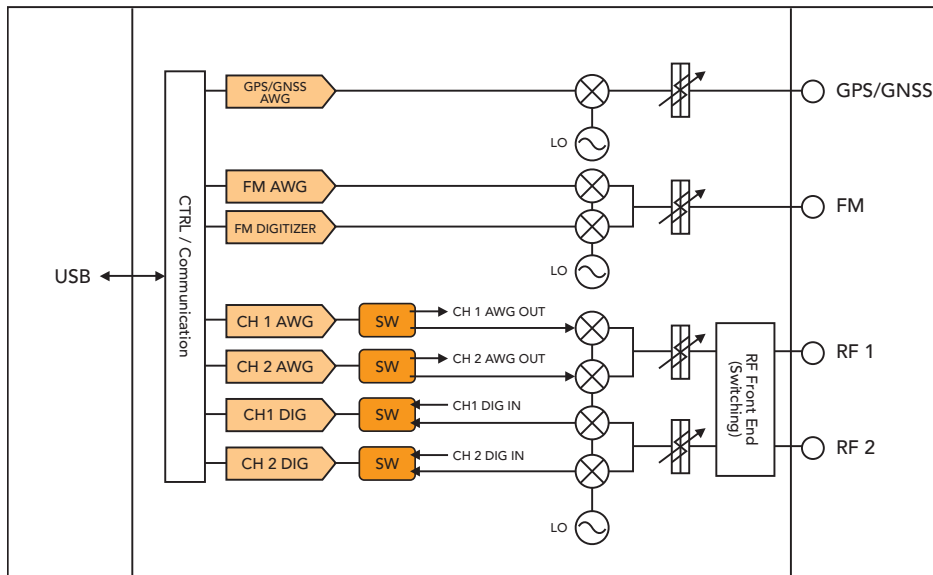 GPS/GNSS
AWG
GPS/GNSS
LO
FM AWG
FM
FM DIGITIZER
CTRL / Communication
USB
LO
CH 1 AWG
SW
CH 1 AWG OUT
CH 2 AWG
SW
CH 2 AWG OUT
RF 1
RF Front End
(Switching)
CH1 DIG
SW
CH1 DIG IN
CH 2 DIG
SW
CH 2 DIG IN
RF 2
LO